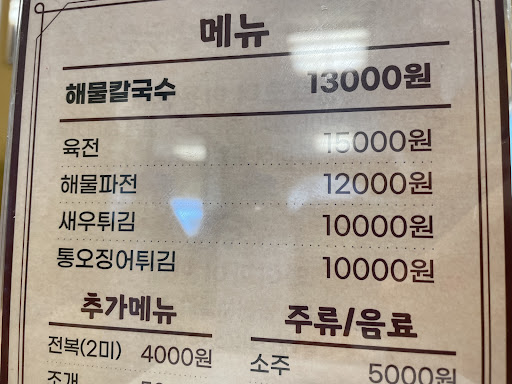 메뉴
해물칼국수 13000원
육전 15000원
해물파전 12000원
새우튀김 10000원
통오징어튀김 10000원
추가메뉴 주류/음료
전복(2미) 4000원 소주 5000원
조개